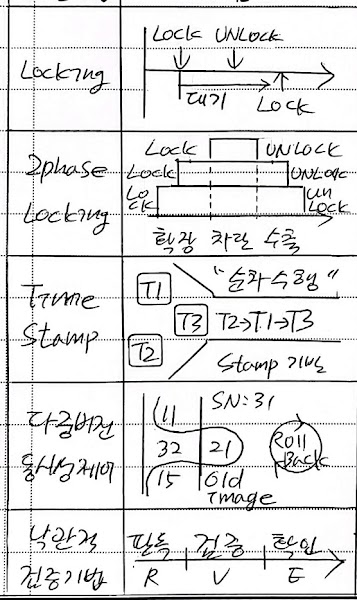 LOCK UNLOCK
Locking
대기
LOCK
LOCK UNLOCK
2phase
LOCK UNLOCK
LO
CK
UN
LOCK
Locking
확장 차단 수축
Time
Stamp
T1
"순차수행"
T3 T2→T1→T3
T2
Stamp 기반
다중버전
동시성제어
11 SN:31
32 21
Roll
Back
15 Old
Image
낙관적
검증기법
판독 검증 확인
R V E